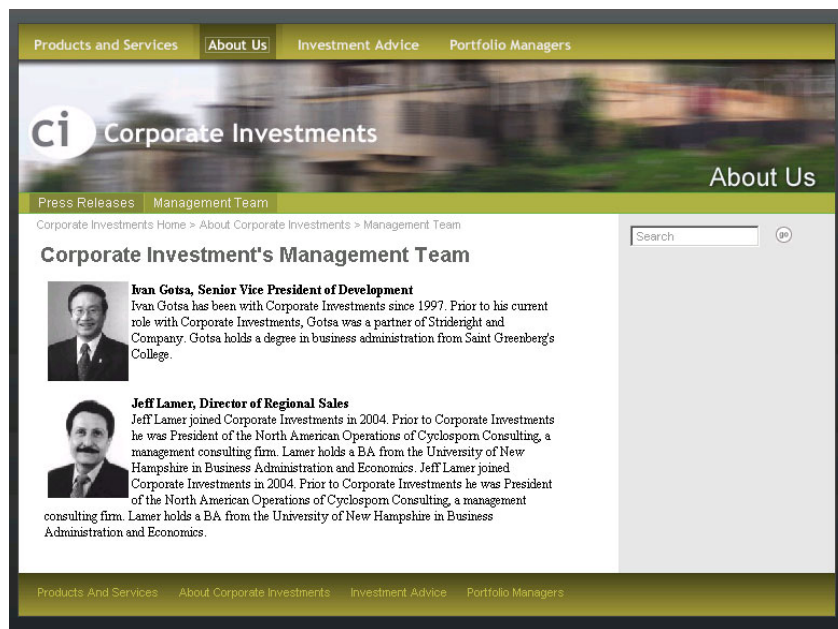 Products and Services About Us Investment Advice Portfolio Managers
ci Corporate Investments
About Us
Press Releases Management Team
Corporate Investments Home > About Corporate Investments > Management Team
Search go
Corporate Investment's Management Team
Ivan Gotsa, Senior Vice President of Development
Ivan Gotsa has been with Corporate Investments since 1997. Prior to his current
role with Corporate Investments, Gotsa was a partner of Strideright and
Company. Gotsa holds a degree in business administration from Saint Greenberg's
College.
Jeff Lamer, Director of Regional Sales
Jeff Lamer joined Corporate Investments in 2004. Prior to Corporate Investments
he was President of the North American Operations of Cyclosporn Consulting, a
management consulting firm. Lamer holds a BA from the University of New
Hampshire in Business Administration and Economics. Jeff Lamer joined
Corporate Investments in 2004. Prior to Corporate Investments he was President
of the North American Operations of Cyclosporn Consulting, a management
consulting firm. Lamer holds a BA from the University of New Hampshire in Business
Administration and Economics.
Products And Services About Corporate Investments Investment Advice Portfolio Managers